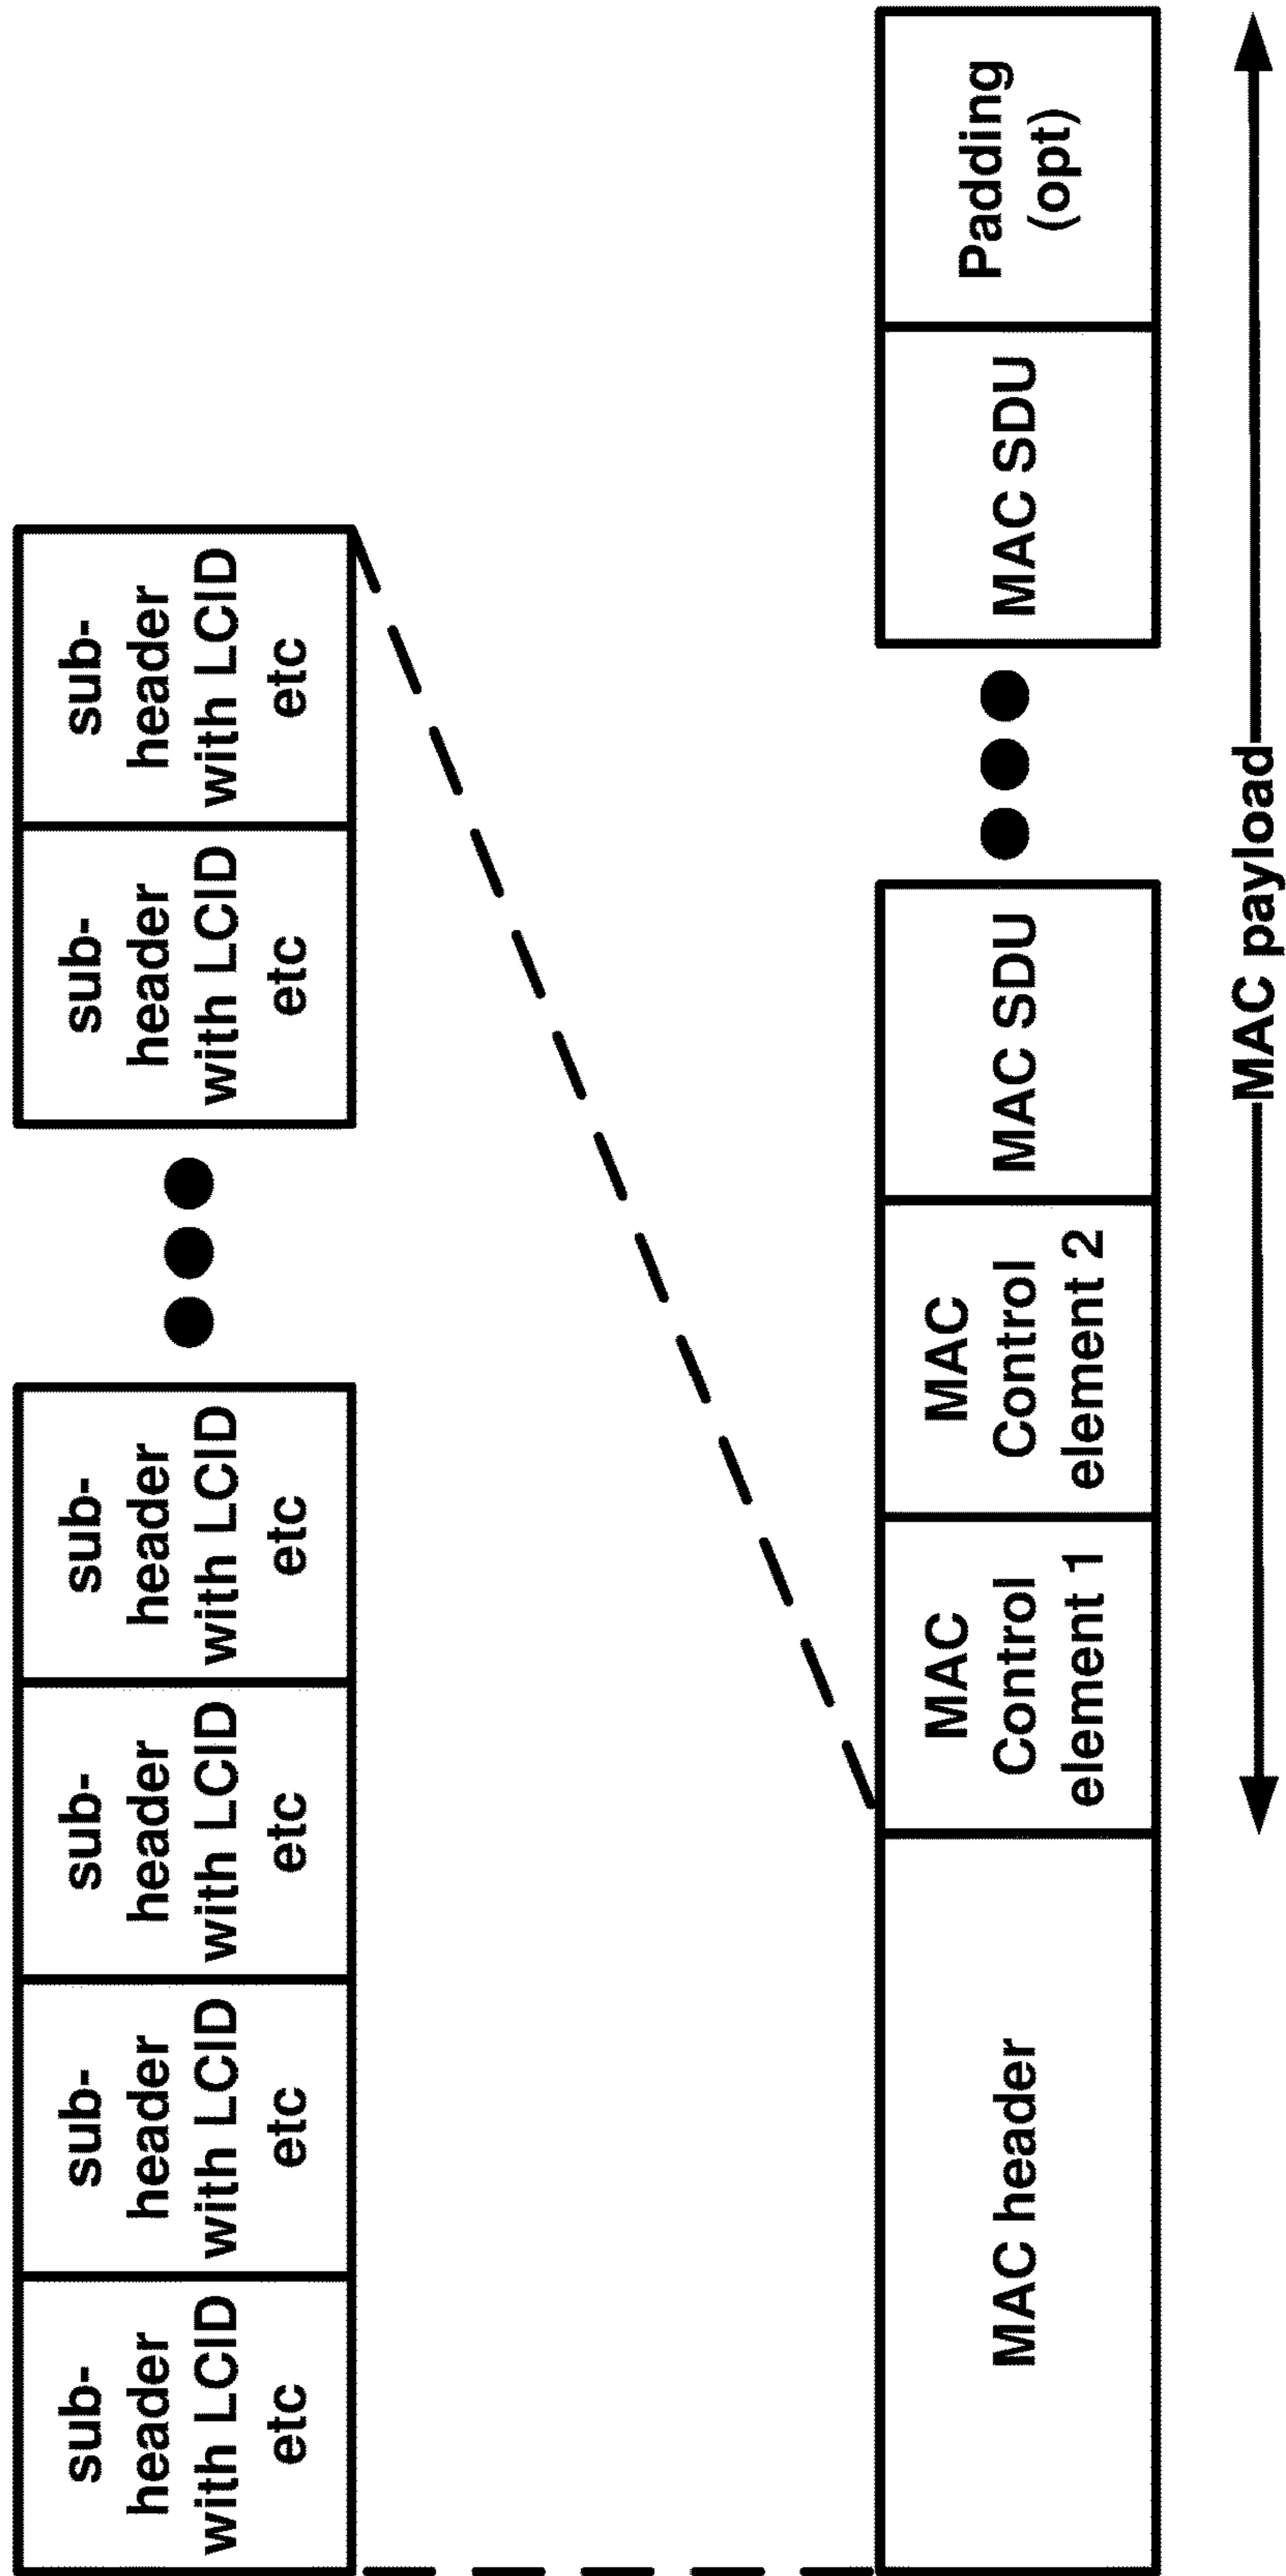 sub-
header
with LCID
etc
sub-
header
with LCID
etc
sub-
header
with LCID
etc
sub-
header
with LCID
etc
sub-
header
with LCID
etc
sub-
header
with LCID
etc
MAC header
MAC
Control
element 1
MAC
Control
element 2
MAC SDU
MAC SDU
Padding
(opt)
MAC payload